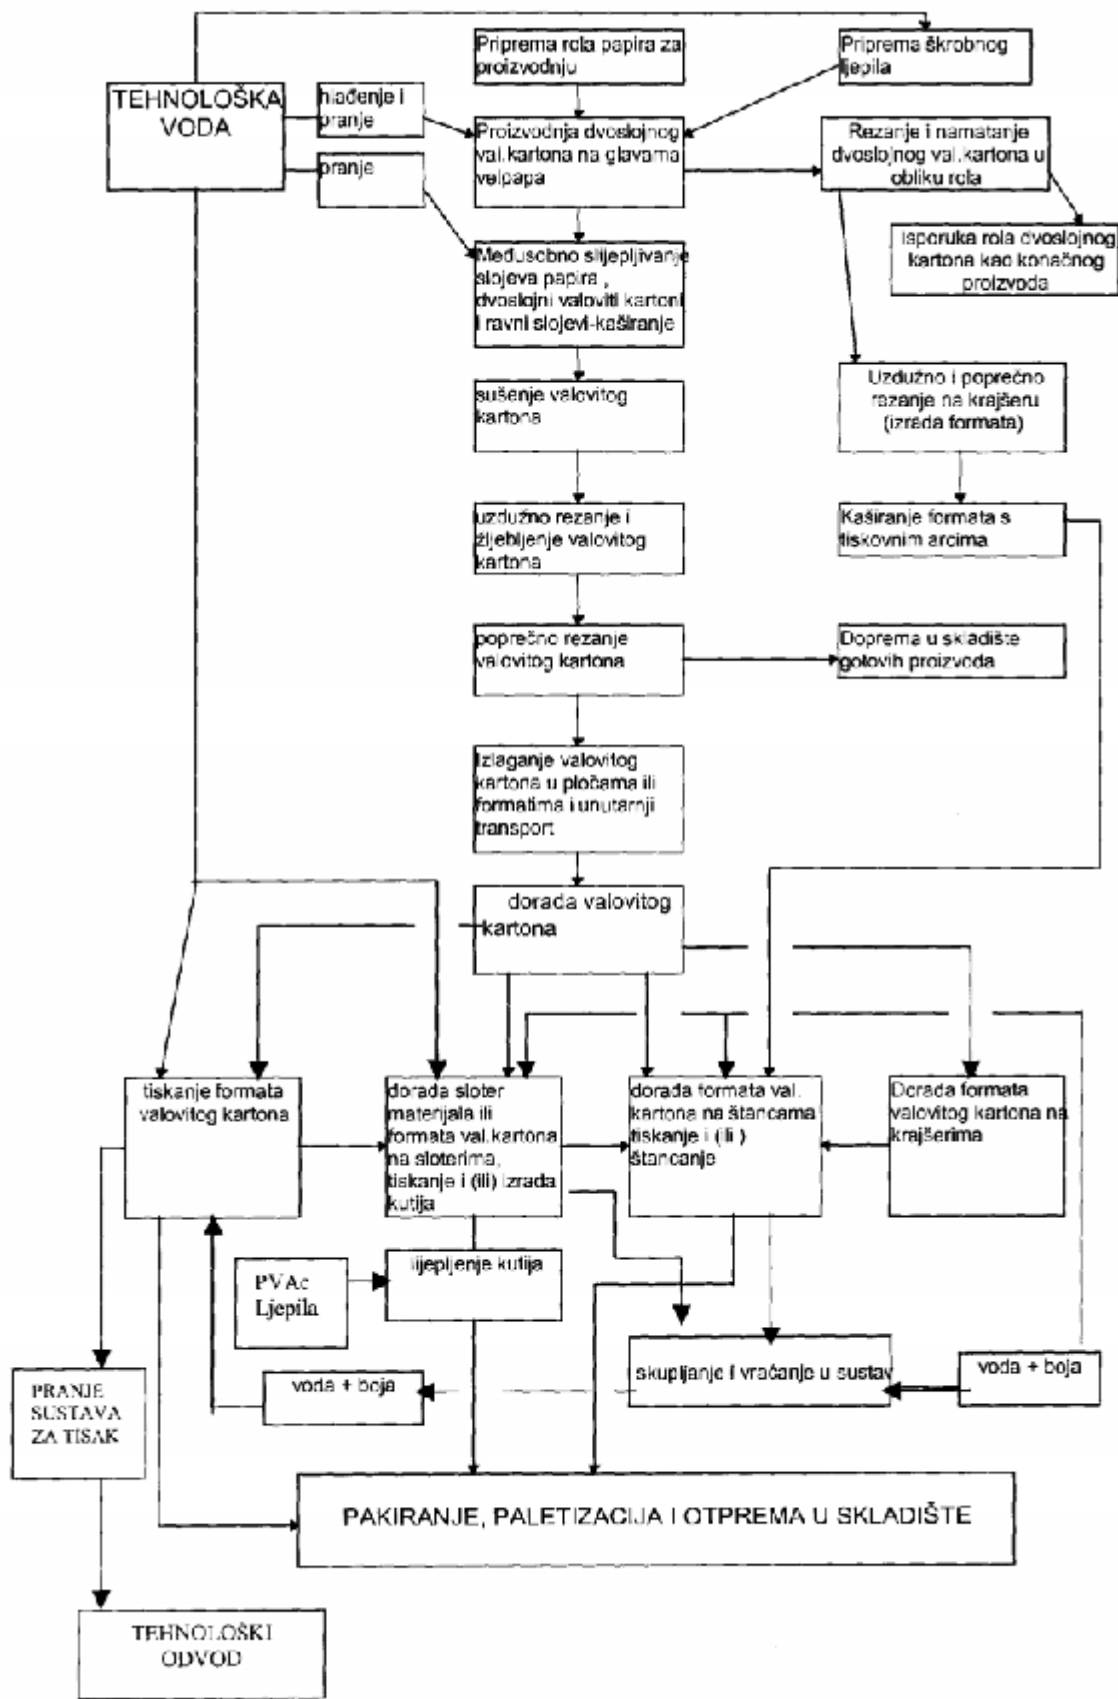 Priprema rola papira za
proizvodnju
Priprema škrobnog
ljepila
TEHNOLOŠKA
VODA
hlađenje i
pranje
pranje
Proizvodnja dvoslojnog
val.kartona na glavama
velpapa
Rezanje i namatanje
dvoslojnog val.kartona u
obliku rola
Isporuka rola dvoslojnog
kartona kao konačnog
proizvoda
Međusobno slijepljivanje
slojeva papira ,
dvoslojni valoviti kartoni
i ravni slojevi-kaširanje
sušenje valovitog
kartona
Uzdužno i poprečno
rezanje na krajšeru
(izrada formata)
uzdužno rezanje i
žljebljenje valovitog
kartona
Kaširanje formata s
tiskovnim arcima
poprečno rezanje
valovitog kartona
Doprema u skladište
gotovih proizvoda
Izlaganje valovitog
kartona u pločama ili
formatima i unutarnji
transport
dorada valovitog
kartona
tiskanje formata
valovitog kartona
dorada sloter
materijala ili
formata val.kartona
na sloterima,
tiskanje i (ili) izrada
kutija
dorada formata val.
kartona na štancama
tiskanje i (ili )
štancanje
Dorada formata
valovitog kartona na
krajšerima
PVAc
Ljepila
lijepljenje kutija
PRANJE
SUSTAVA
ZA TISAK
voda + boja
skupljanje i vraćanje u sustav
voda + boja
PAKIRANJE, PALETIZACIJA I OTPREMA U SKLADIŠTE
TEHNOLOŠKI
ODVOD